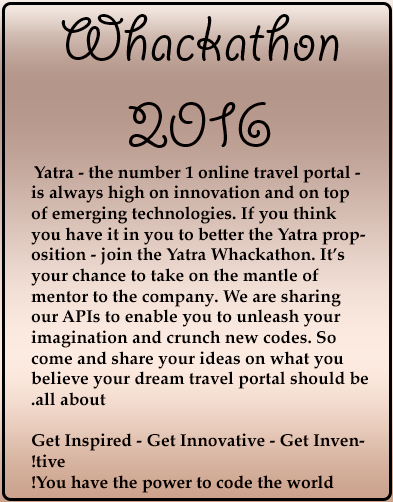 Whackathon
2016
Yatra - the number 1 online travel portal -
is always high on innovation and on top
of emerging technologies. If you think
you have it in you to better the Yatra prop-
osition - join the Yatra Whackathon. It's
your chance to take on the mantle of
mentor to the company. We are sharing
our APIs to enable you to unleash your
imagination and crunch new codes. So
come and share your ideas on what you
believe your dream travel portal should be
.all about
Get Inspired - Get Innovative - Get Inven-
!tive
!You have the power to code the world